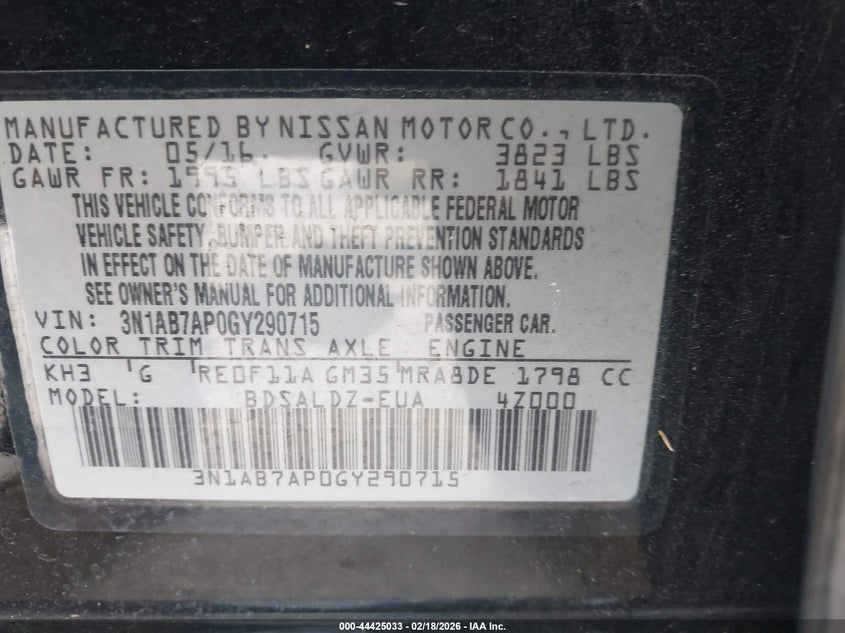 MANUFACTURED BY NISSAN MOTOR CO., LTD.
DATE: 05/16 GVWR: 3823 LBS
GAWR FR: 1995 LBS GAWR RR: 1841 LBS
THIS VEHICLE CONFORMS TO ALL APPLICABLE FEDERAL MOTOR
VEHICLE SAFETY, BUMPER AND THEFT PREVENTION STANDARDS
IN EFFECT ON THE DATE OF MANUFACTURE SHOWN ABOVE.
SEE OWNER'S MANUAL FOR ADDITIONAL INFORMATION.
VIN: 3N1AB7AP0GY290715 PASSENGER CAR.
COLOR TRIM TRANS AXLE ENGINE
KH3 G RE0F11A GM35 MRA8DE 1798 CC
MODEL: BDSALDZ-EUA 4Z000
3N1AB7AP0GY290715
000-44425033 - 02/18/2026 - IAA Inc.